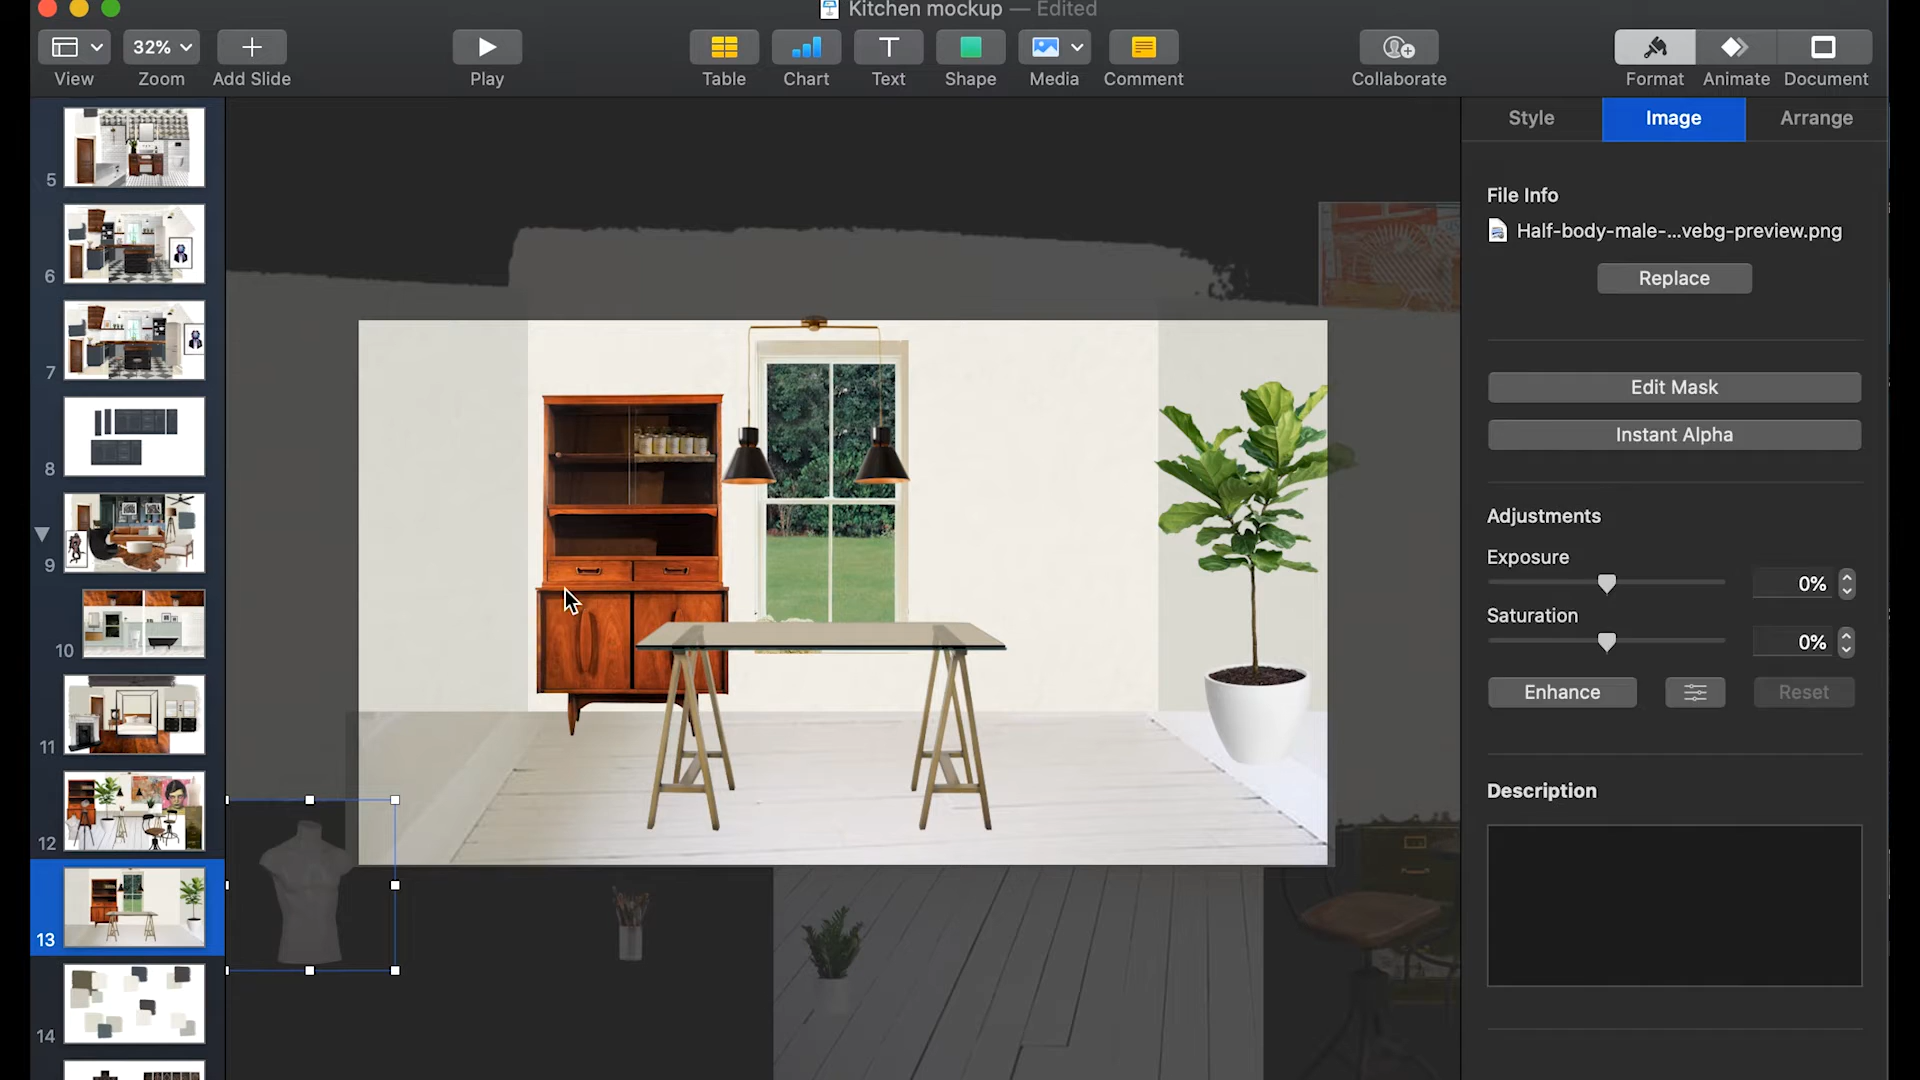 Kitchen mockup — Edited
32%
View
Zoom
Add Slide
Play
Table
Chart
Text
Shape
Media
Comment
Collaborate
Format
Animate
Document
5
6
7
8
9
10
11
12
13
14
Style
Image
Arrange
File Info
Half-body-male-...vebg-preview.png
Replace
Edit Mask
Instant Alpha
Adjustments
Exposure
0%
Saturation
0%
Enhance
Reset
Description